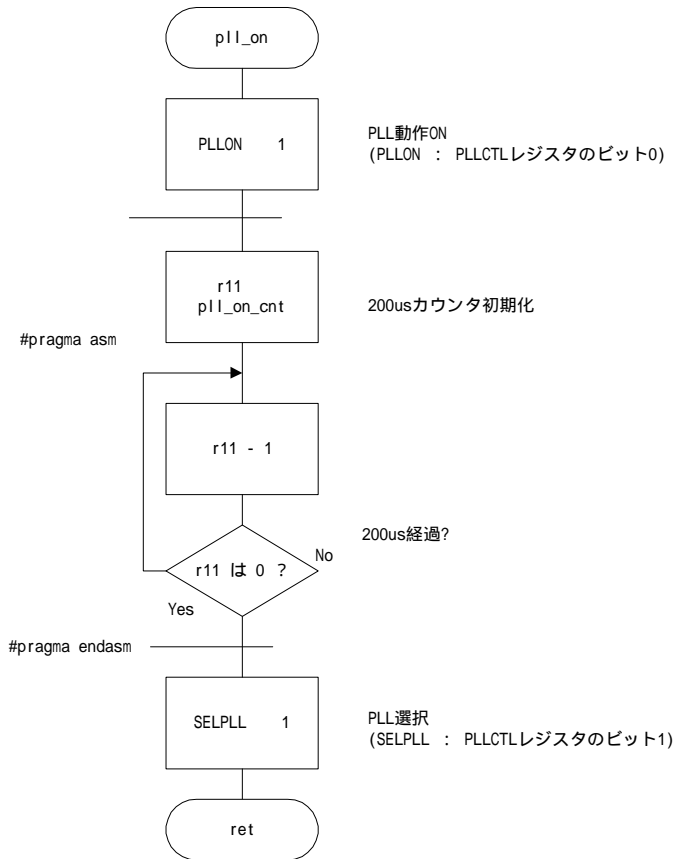 pll_on
PLLON 1
PLL動作ON
(PLLON : PLLCTLレジスタのビット0)
r11
pll_on_cnt
200usカウンタ初期化
#pragma asm
r11 - 1
200us経過?
No
r11 は 0 ?
Yes
#pragma endasm
SELPLL 1
PLL選択
(SELPLL : PLLCTLレジスタのビット1)
ret